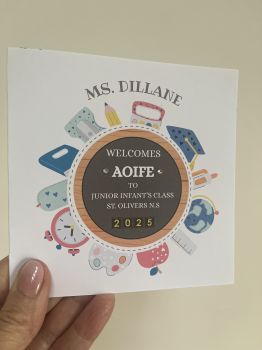 MS. DILLANE
WELCOMES
AOIFE
TO
JUNIOR INFANT'S CLASS
ST. OLIVERS N.S
2025